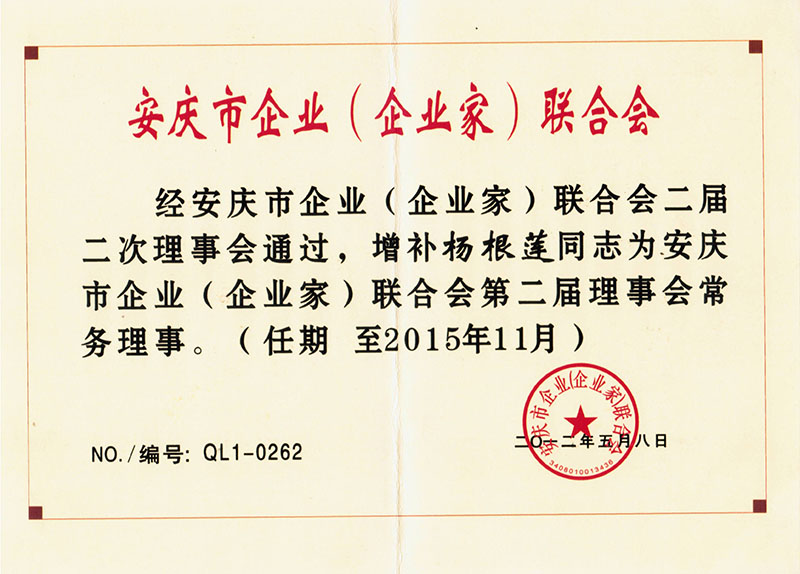 安庆市企业（企业家）联合会
经安庆市企业（企业家）联合会二届
二次理事会通过，增补杨根莲同志为安庆
市企业（企业家）联合会第二届理事会常
务理事。（任期 至2015年11月）
安庆市企业(企业家)联合会
二〇一二年五月八日
3408010013436
NO./编号: QL1-0262